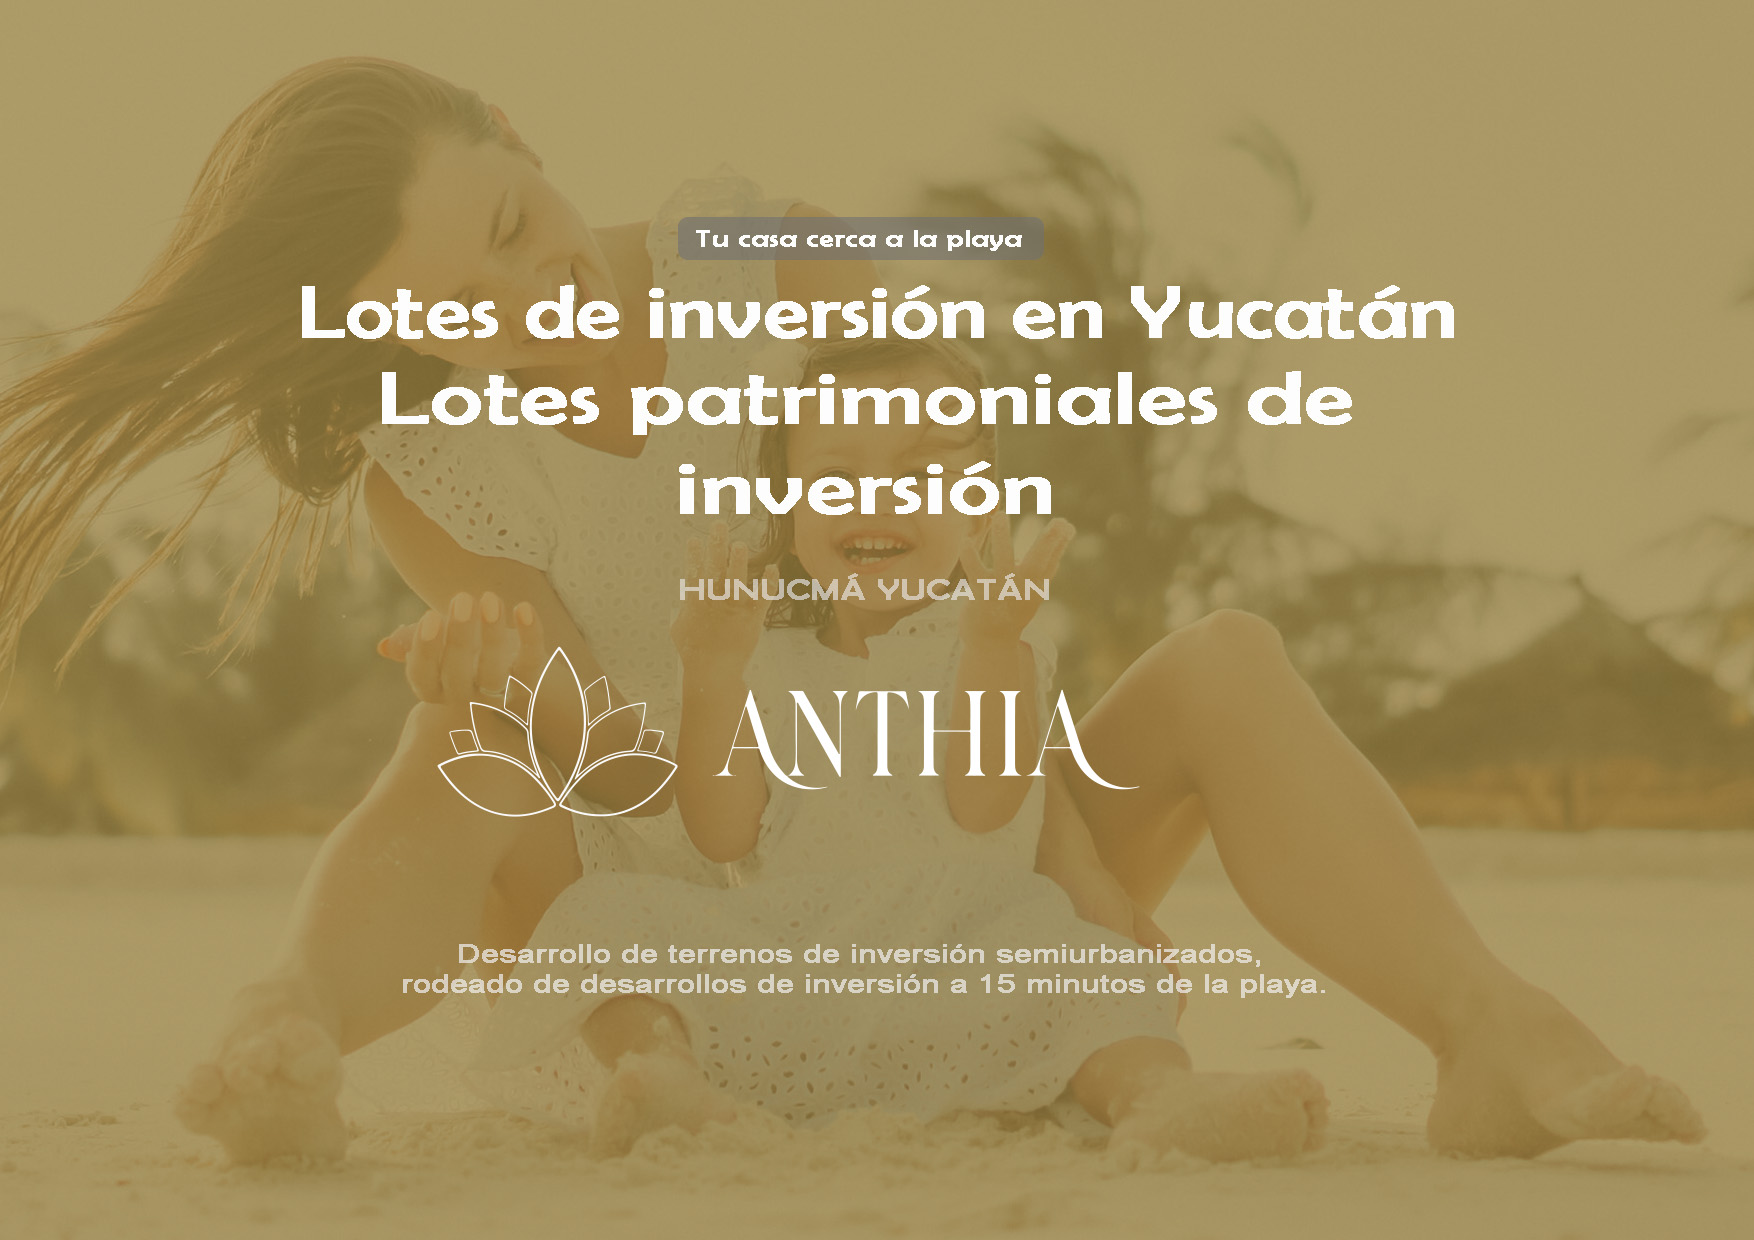 Tu casa cerca a la playa
Lotes de inversión en Yucatán
Lotes patrimoniales de
inversión
HUNUCMÁ YUCATÁN
ANTHIA
Desarrollo de terrenos de inversión semiurbanizados,
rodeado de desarrollos de inversión a 15 minutos de la playa.